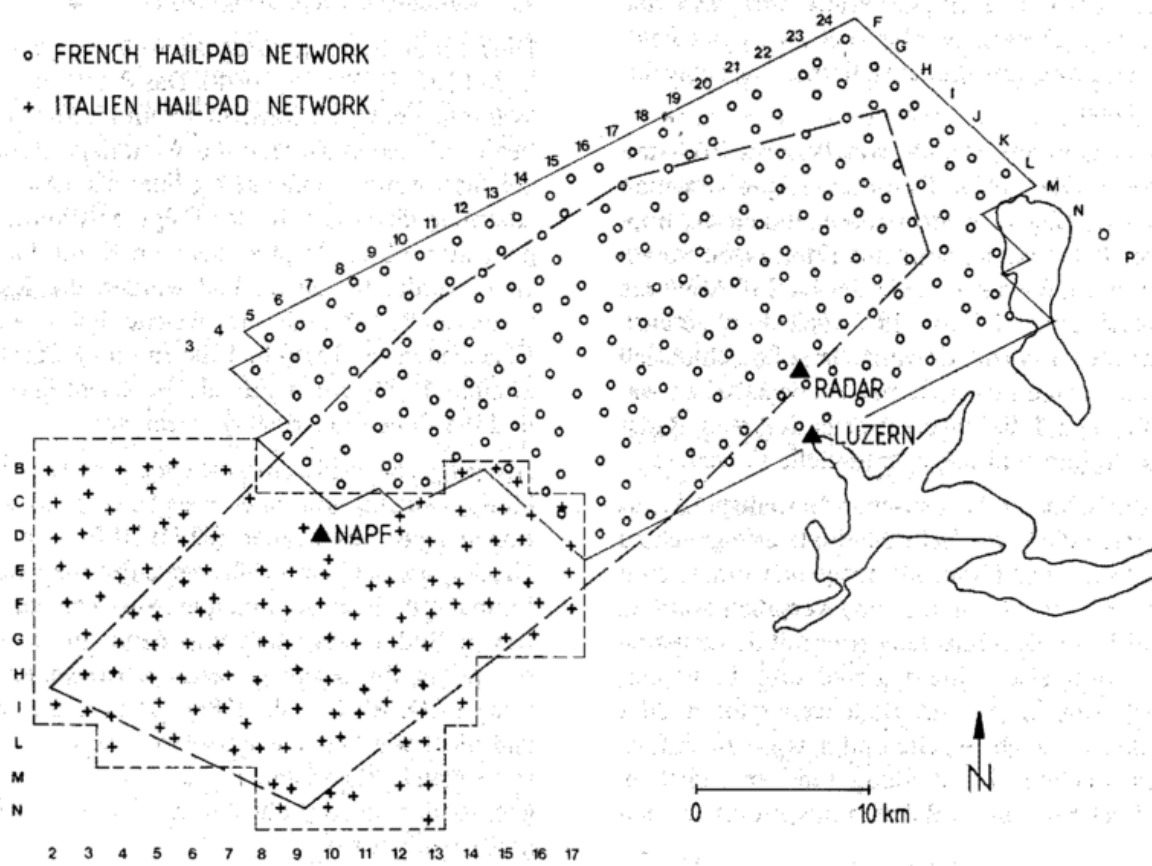 FRENCH HAILPAD NETWORK
ITALIEN HAILPAD NETWORK
3 4 5 6 7 8 9 10 11 12 13 14 15 16 17 18 19 20 21 22 23 24
F G H I J K L M N P
RADAR
LUZERN
NAPF
B
C
D
E
F
G
H
I
L
M
N
N
0 10 km
2 3 4 5 6 7 8 9 10 11 12 13 14 15 16 17